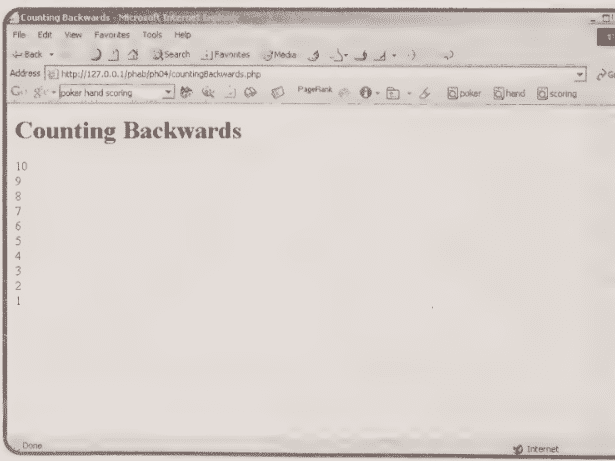 Counting Backwards - Microsoft Internet Explorer
File Edit View Favorites Tools Help
Back Search Favorites Media
Address http://127.0.0.1/phab/ph04/countingBackwards.php
poker hand scoring PageRank poker hand scoring
Counting Backwards
10
9
8
7
6
5
4
3
2
1
Done Internet